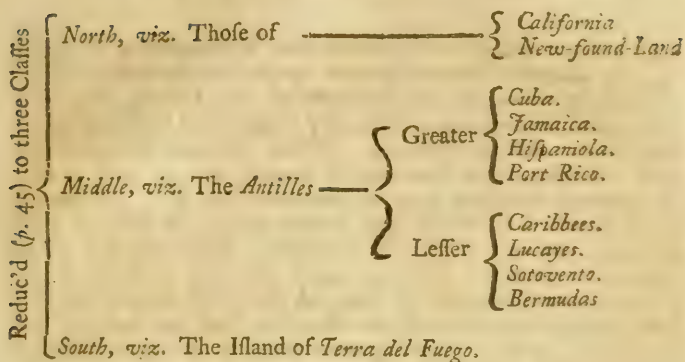 Reduc'd (p. 45) to three Claſſes
North, viz. Thoſe of
California
New-found-Land
Middle, viz. The Antilles
Greater
Cuba.
Jamaica.
Hiſpaniola.
Port Rico.
Leſſer
Caribbees.
Lucayes.
Sotovento.
Bermudas
South, viz. The Iſland of Terra del Fuego.